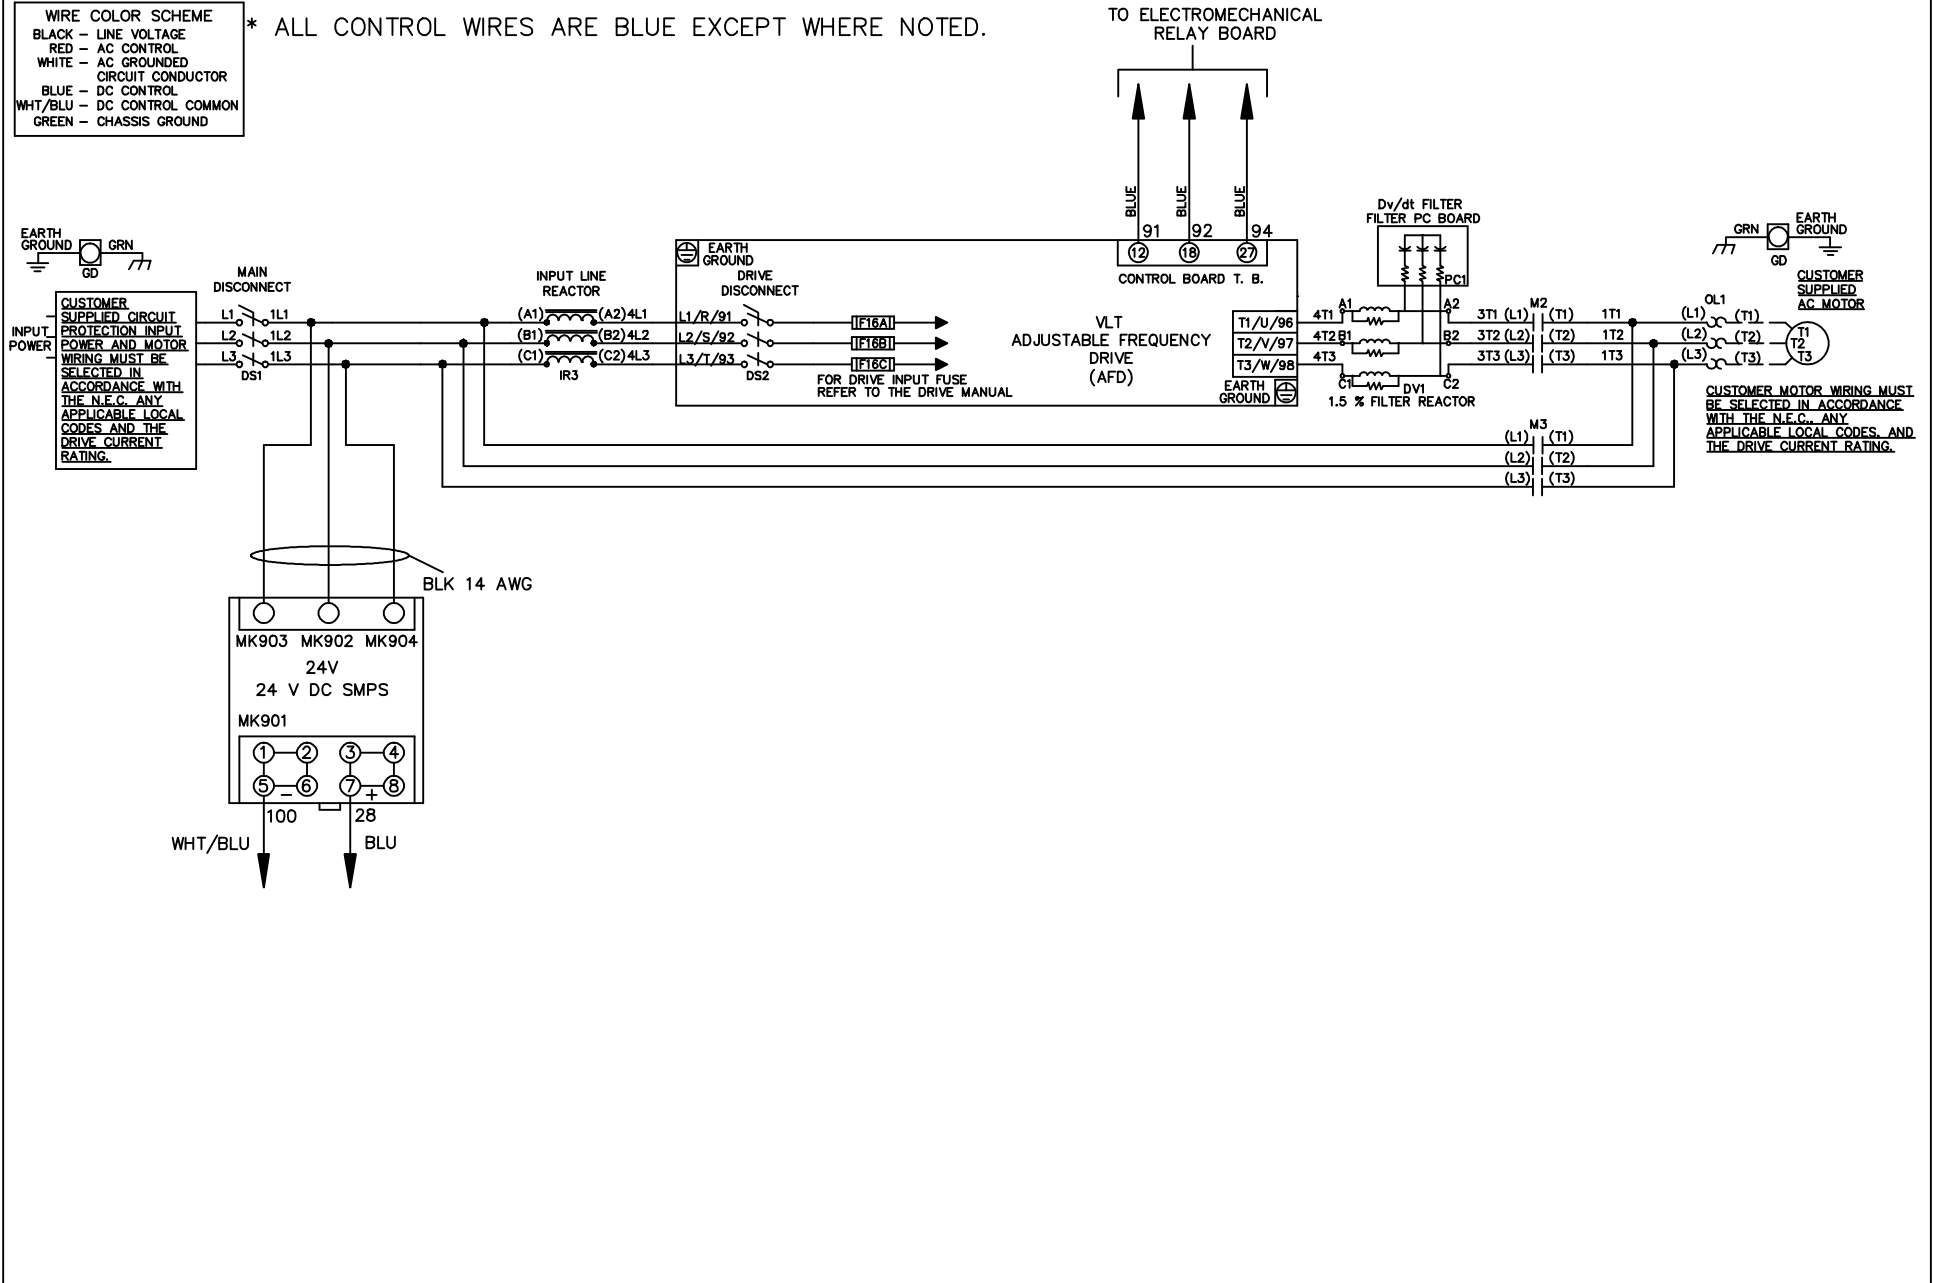 WIRE COLOR SCHEME
BLACK – LINE VOLTAGE
RED – AC CONTROL
WHITE – AC GROUNDED
CIRCUIT CONDUCTOR
BLUE – DC CONTROL
WHT/BLU – DC CONTROL COMMON
GREEN – CHASSIS GROUND
* ALL CONTROL WIRES ARE BLUE EXCEPT WHERE NOTED.
TO ELECTROMECHANICAL
RELAY BOARD
BLUE
BLUE
BLUE
91 92 94
12 18 27
CONTROL BOARD T. B.
EARTH
GROUND
GRN
GD
INPUT
POWER
CUSTOMER
SUPPLIED CIRCUIT
PROTECTION INPUT
POWER AND MOTOR
WIRING MUST BE
SELECTED IN
ACCORDANCE WITH
THE N.E.C. ANY
APPLICABLE LOCAL
CODES AND THE
DRIVE CURRENT
RATING.
MAIN
DISCONNECT
L1 1L1
L2 1L2
L3 1L3
DS1
INPUT LINE
REACTOR
(A1) (A2) 4L1
(B1) (B2) 4L2
(C1) (C2) 4L3
IR3
EARTH
GROUND
DRIVE
DISCONNECT
L1/R/91
L2/S/92
L3/T/93
DS2
F16A
F16B
F16C
FOR DRIVE INPUT FUSE
REFER TO THE DRIVE MANUAL
VLT
ADJUSTABLE FREQUENCY
DRIVE
(AFD)
T1/U/96
T2/V/97
T3/W/98
EARTH
GROUND
Dv/dt FILTER
FILTER PC BOARD
PC1
4T1 A1 A2
4T2 B1 B2
4T3 C1 C2
DV1
1.5 % FILTER REACTOR
M2
3T1 (L1) (T1) 1T1
3T2 (L2) (T2) 1T2
3T3 (L3) (T3) 1T3
M3
(L1) (T1)
(L2) (T2)
(L3) (T3)
OL1
(L1) (T1)
(L2) (T2)
(L3) (T3)
T1
T2
T3
GRN
GD
EARTH
GROUND
CUSTOMER
SUPPLIED
AC MOTOR
CUSTOMER MOTOR WIRING MUST
BE SELECTED IN ACCORDANCE
WITH THE N.E.C., ANY
APPLICABLE LOCAL CODES, AND
THE DRIVE CURRENT RATING.
BLK 14 AWG
MK903 MK902 MK904
24V
24 V DC SMPS
MK901
1 2 3 4
5 6 7 8
– +
100 28
WHT/BLU BLU